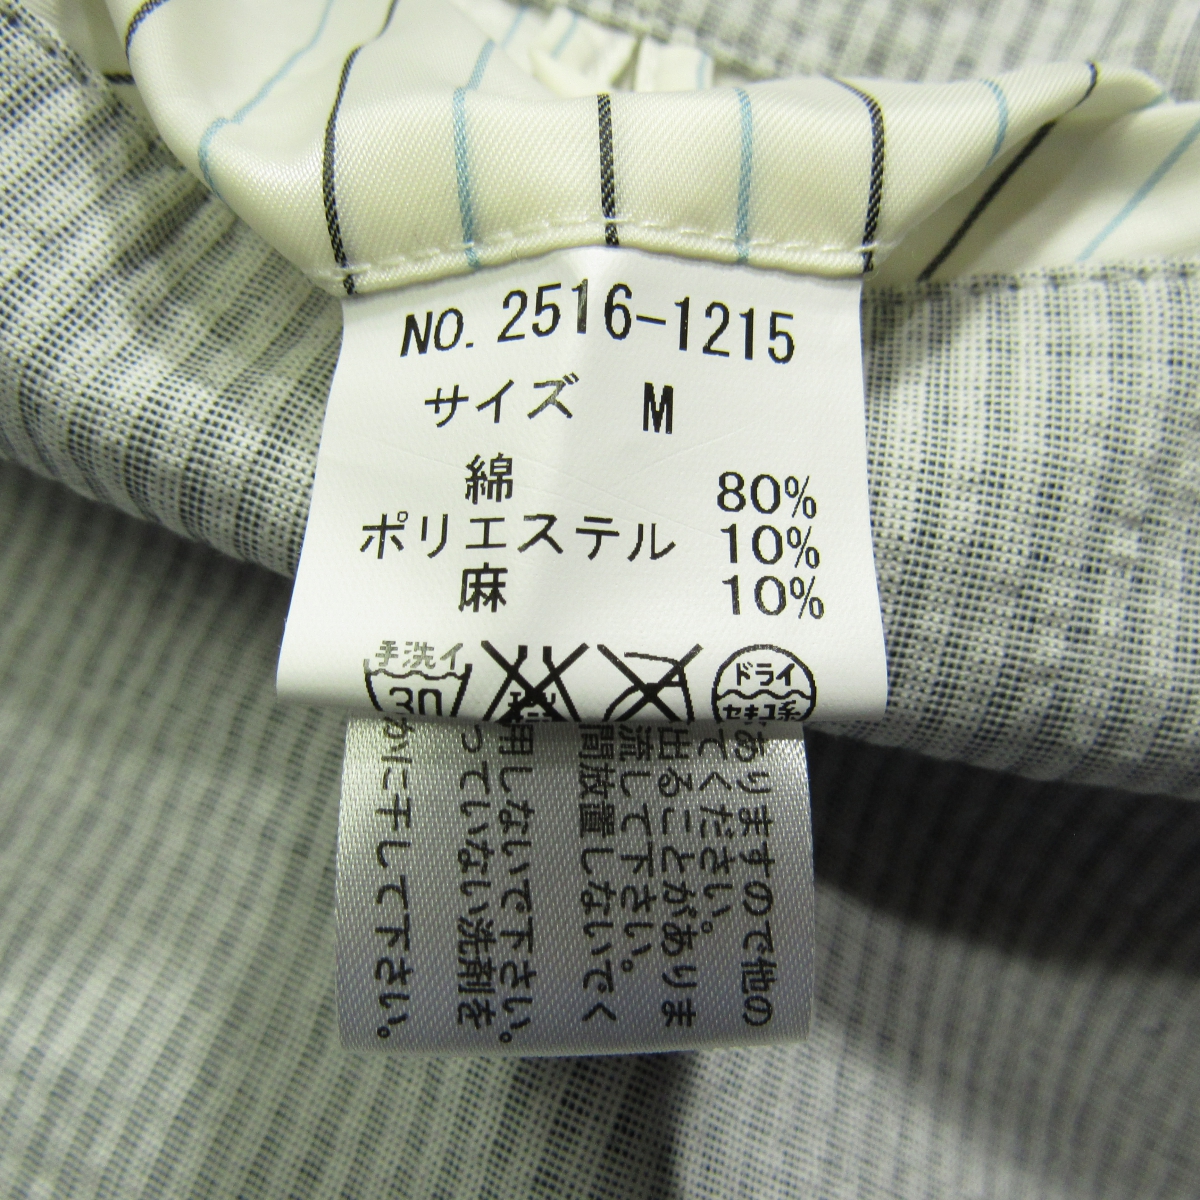 NO. 2516-1215
サイズ M
綿 80%
ポリエステル 10%
麻 10%
手洗イ
30
ドライ
セキユ系
ありますので他の
てください。
出ることがありま
流して下さい。
間放置しないでく
用しないで下さい。
っていない洗剤を
かに干して下さい。